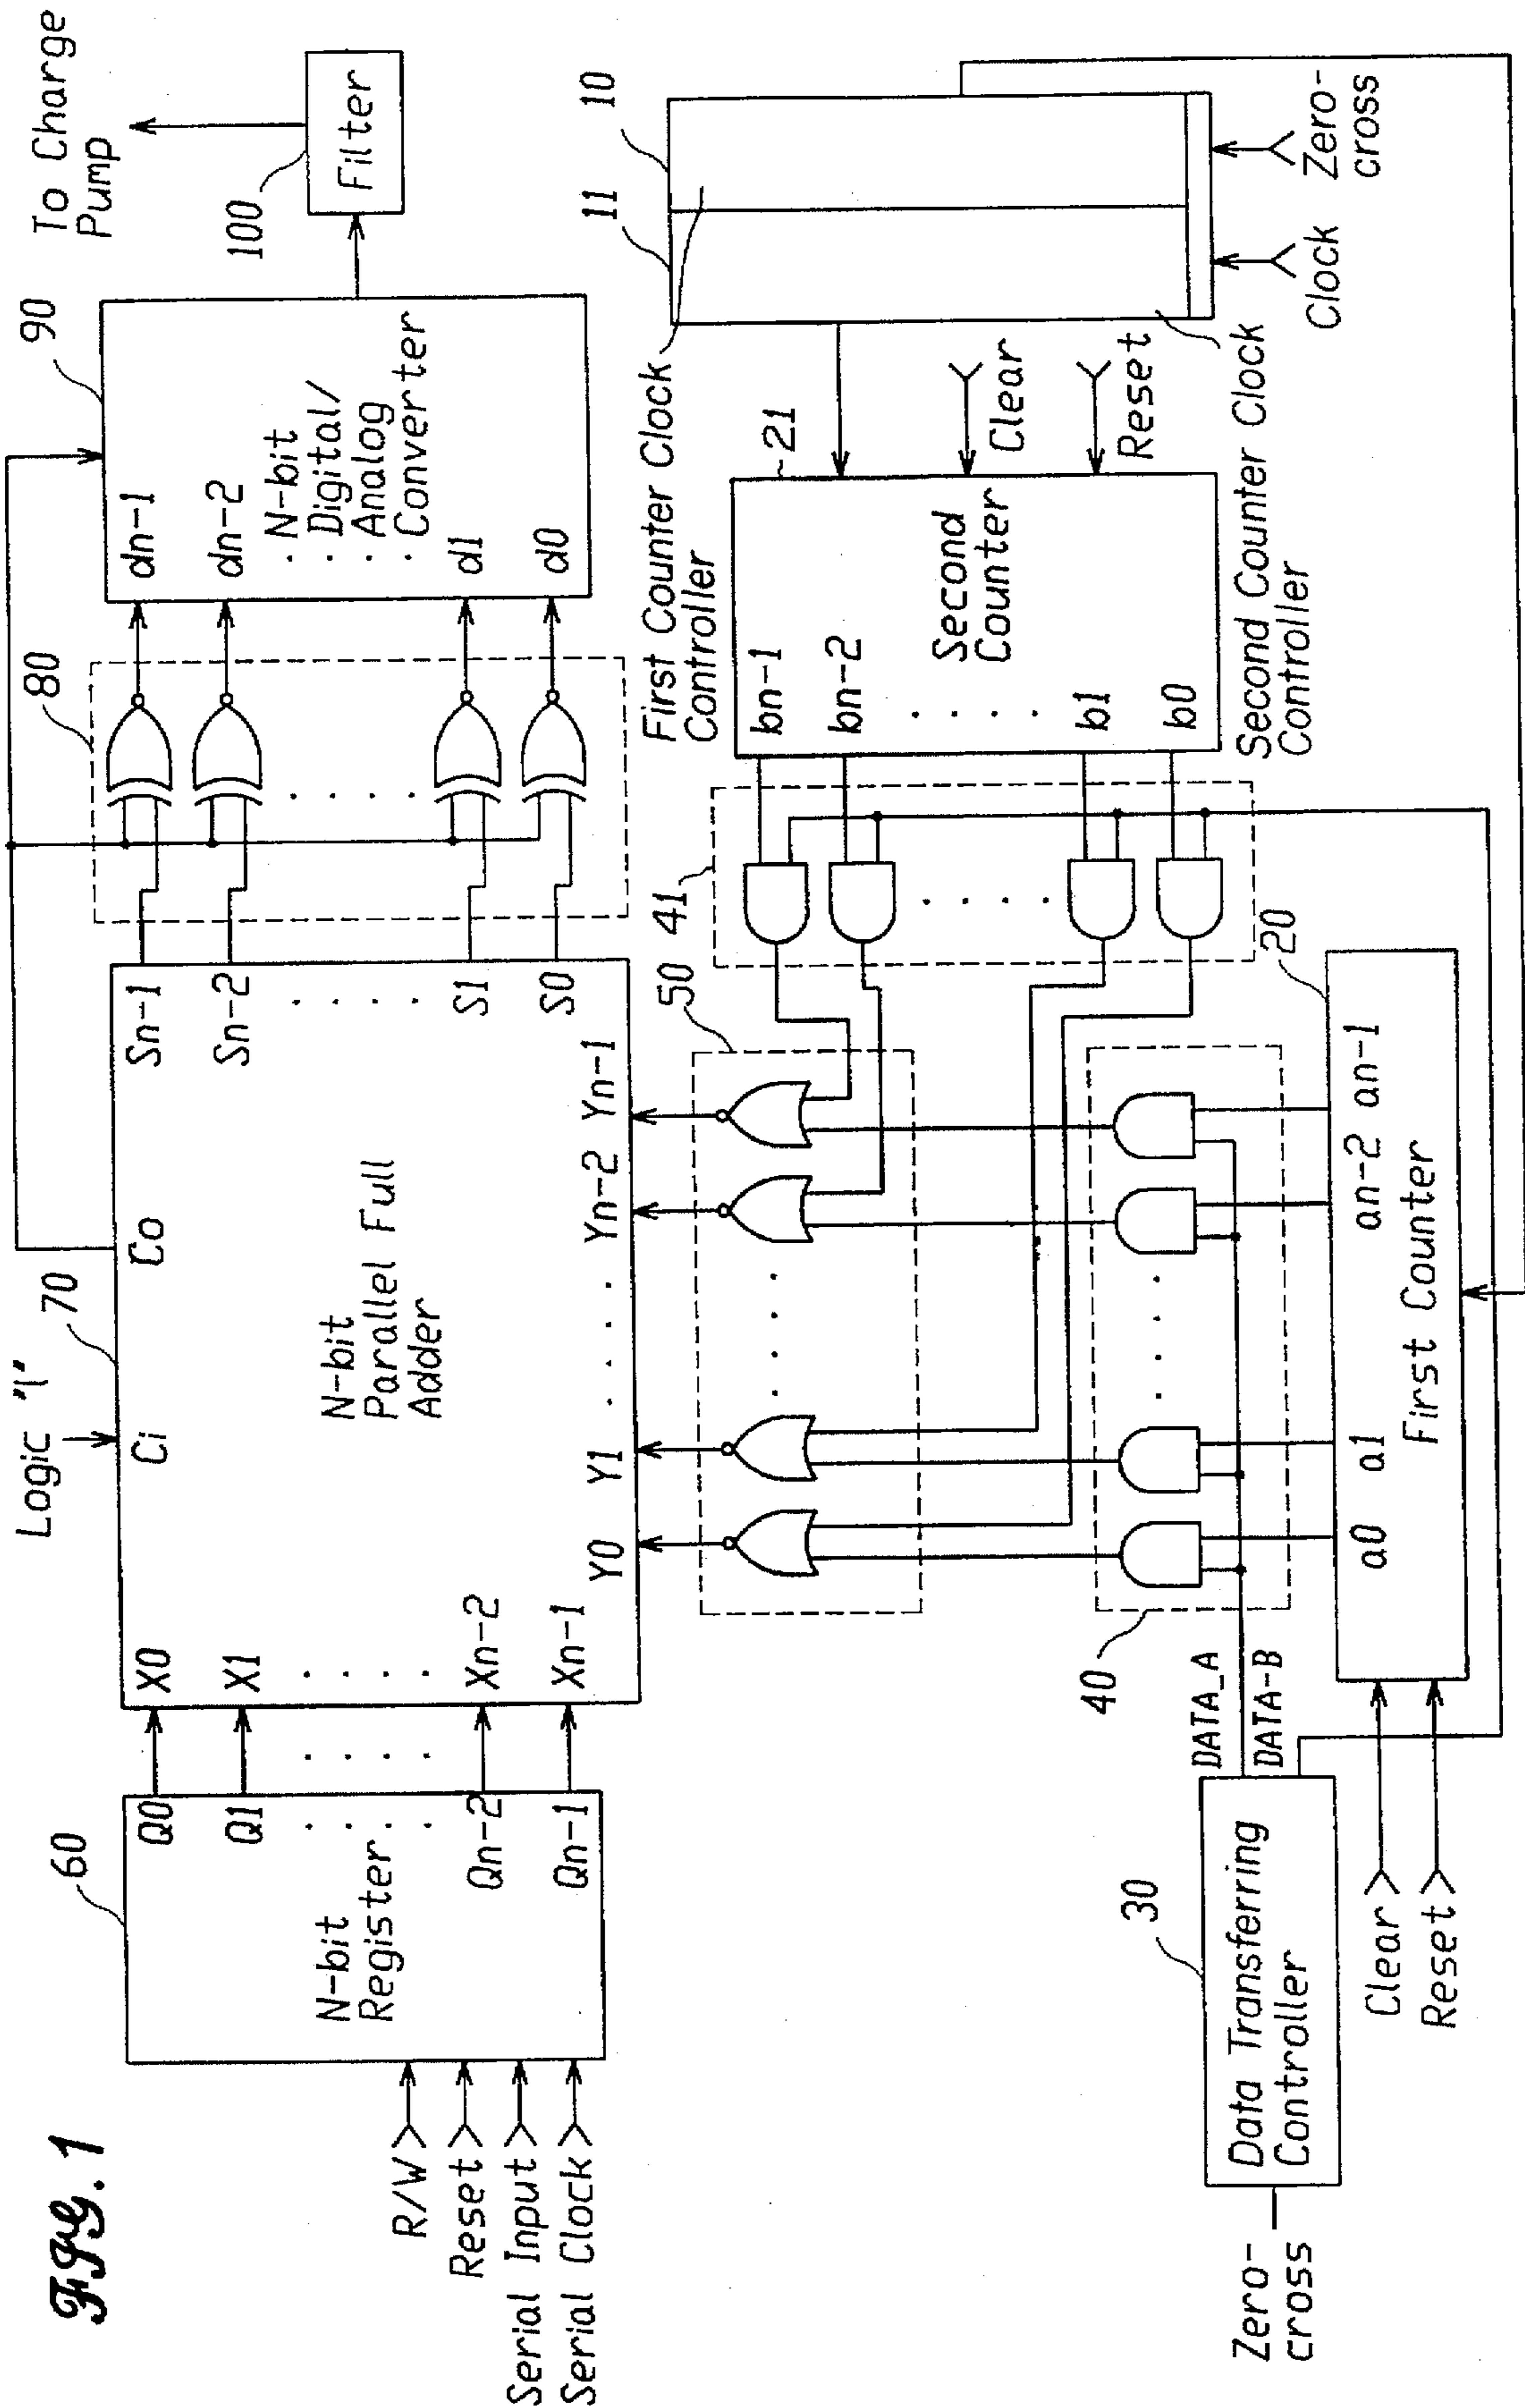 FIG. 1
R/W
Reset
Serial Input
Serial Clock
60
N-bit
Register
Q0
Q1
Qn-2
Qn-1
Logic "1"
70
X0
X1
Xn-2
Xn-1
Ci
Co
N-bit
Parallel Full
Adder
Y0
Y1
Yn-2
Yn-1
Sn-1
Sn-2
S1
S0
80
90
dn-1
dn-2
N-bit
Digital/
Analog
Converter
d1
d0
100
Filter
To Charge
Pump
50
41
First Counter Clock
Controller
21
bn-1
bn-2
b1
b0
Second
Counter
Clear
Reset
Second Counter Clock
Controller
11
10
Clock
Zero-
cross
Zero-
cross
30
Data Transferring
Controller
DATA_A
DATA-B
40
20
a0
a1
an-2
an-1
First Counter
Clear
Reset